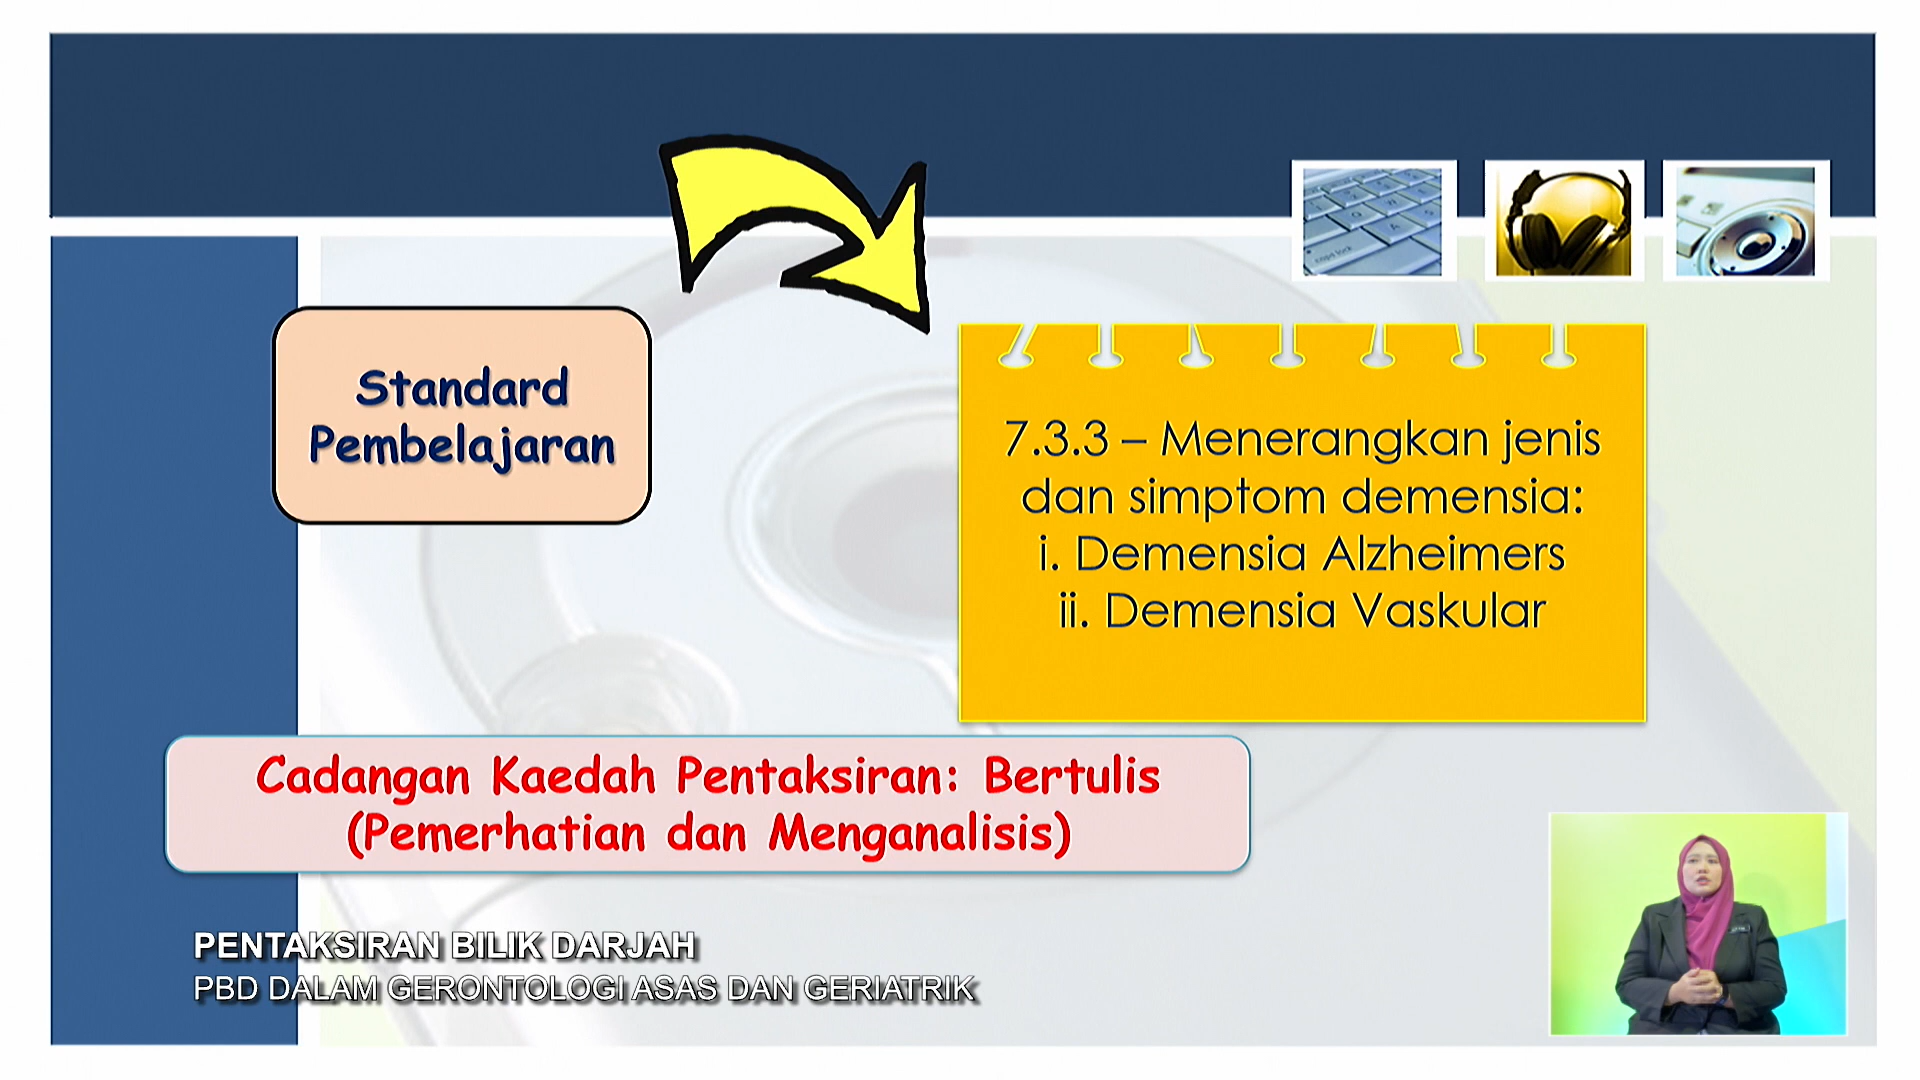 Standard
Pembelajaran
7.3.3 – Menerangkan jenis
dan simptom demensia:
i. Demensia Alzheimers
ii. Demensia Vaskular
Cadangan Kaedah Pentaksiran: Bertulis
(Pemerhatian dan Menganalisis)
PENTAKSIRAN BILIK DARJAH
PBD DALAM GERONTOLOGI ASAS DAN GERIATRIK